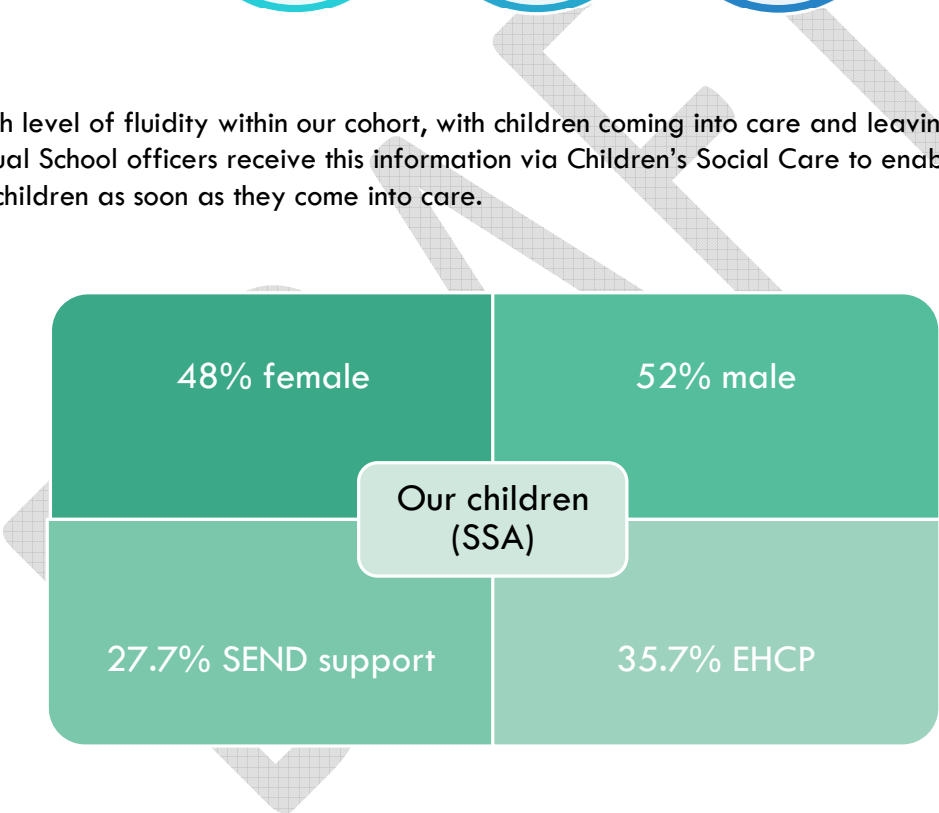 h level of fluidity within our cohort, with children coming into care and leavin
ual School officers receive this information via Children's Social Care to enab
children as soon as they come into care.
48% female
52% male
Our children
(SSA)
27.7% SEND support
35.7% EHCP